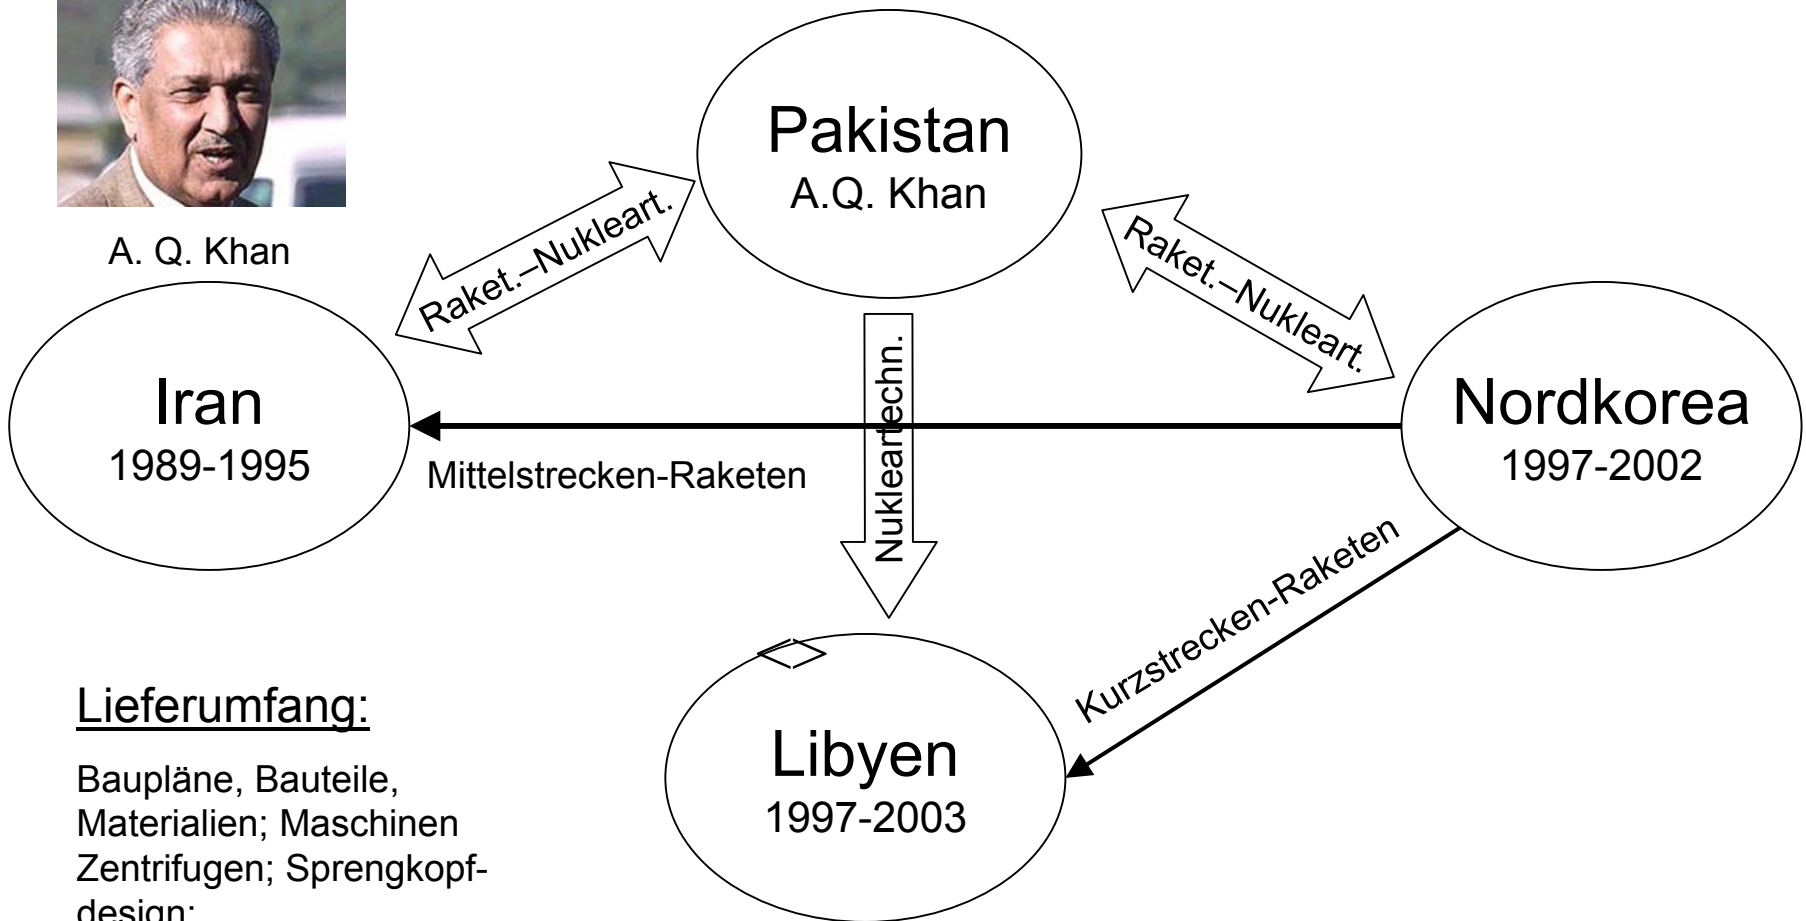 Pakistan
A.Q. Khan
A. Q. Khan
Raket.–Nukleart.
Raket.–Nukleart.
Nukleartechn.
Iran
1989-1995
Nordkorea
1997-2002
Mittelstrecken-Raketen
Kurzstrecken-Raketen
Libyen
1997-2003
Lieferumfang:
Baupläne, Bauteile,
Materialien; Maschinen
Zentrifugen; Sprengkopf-
design;